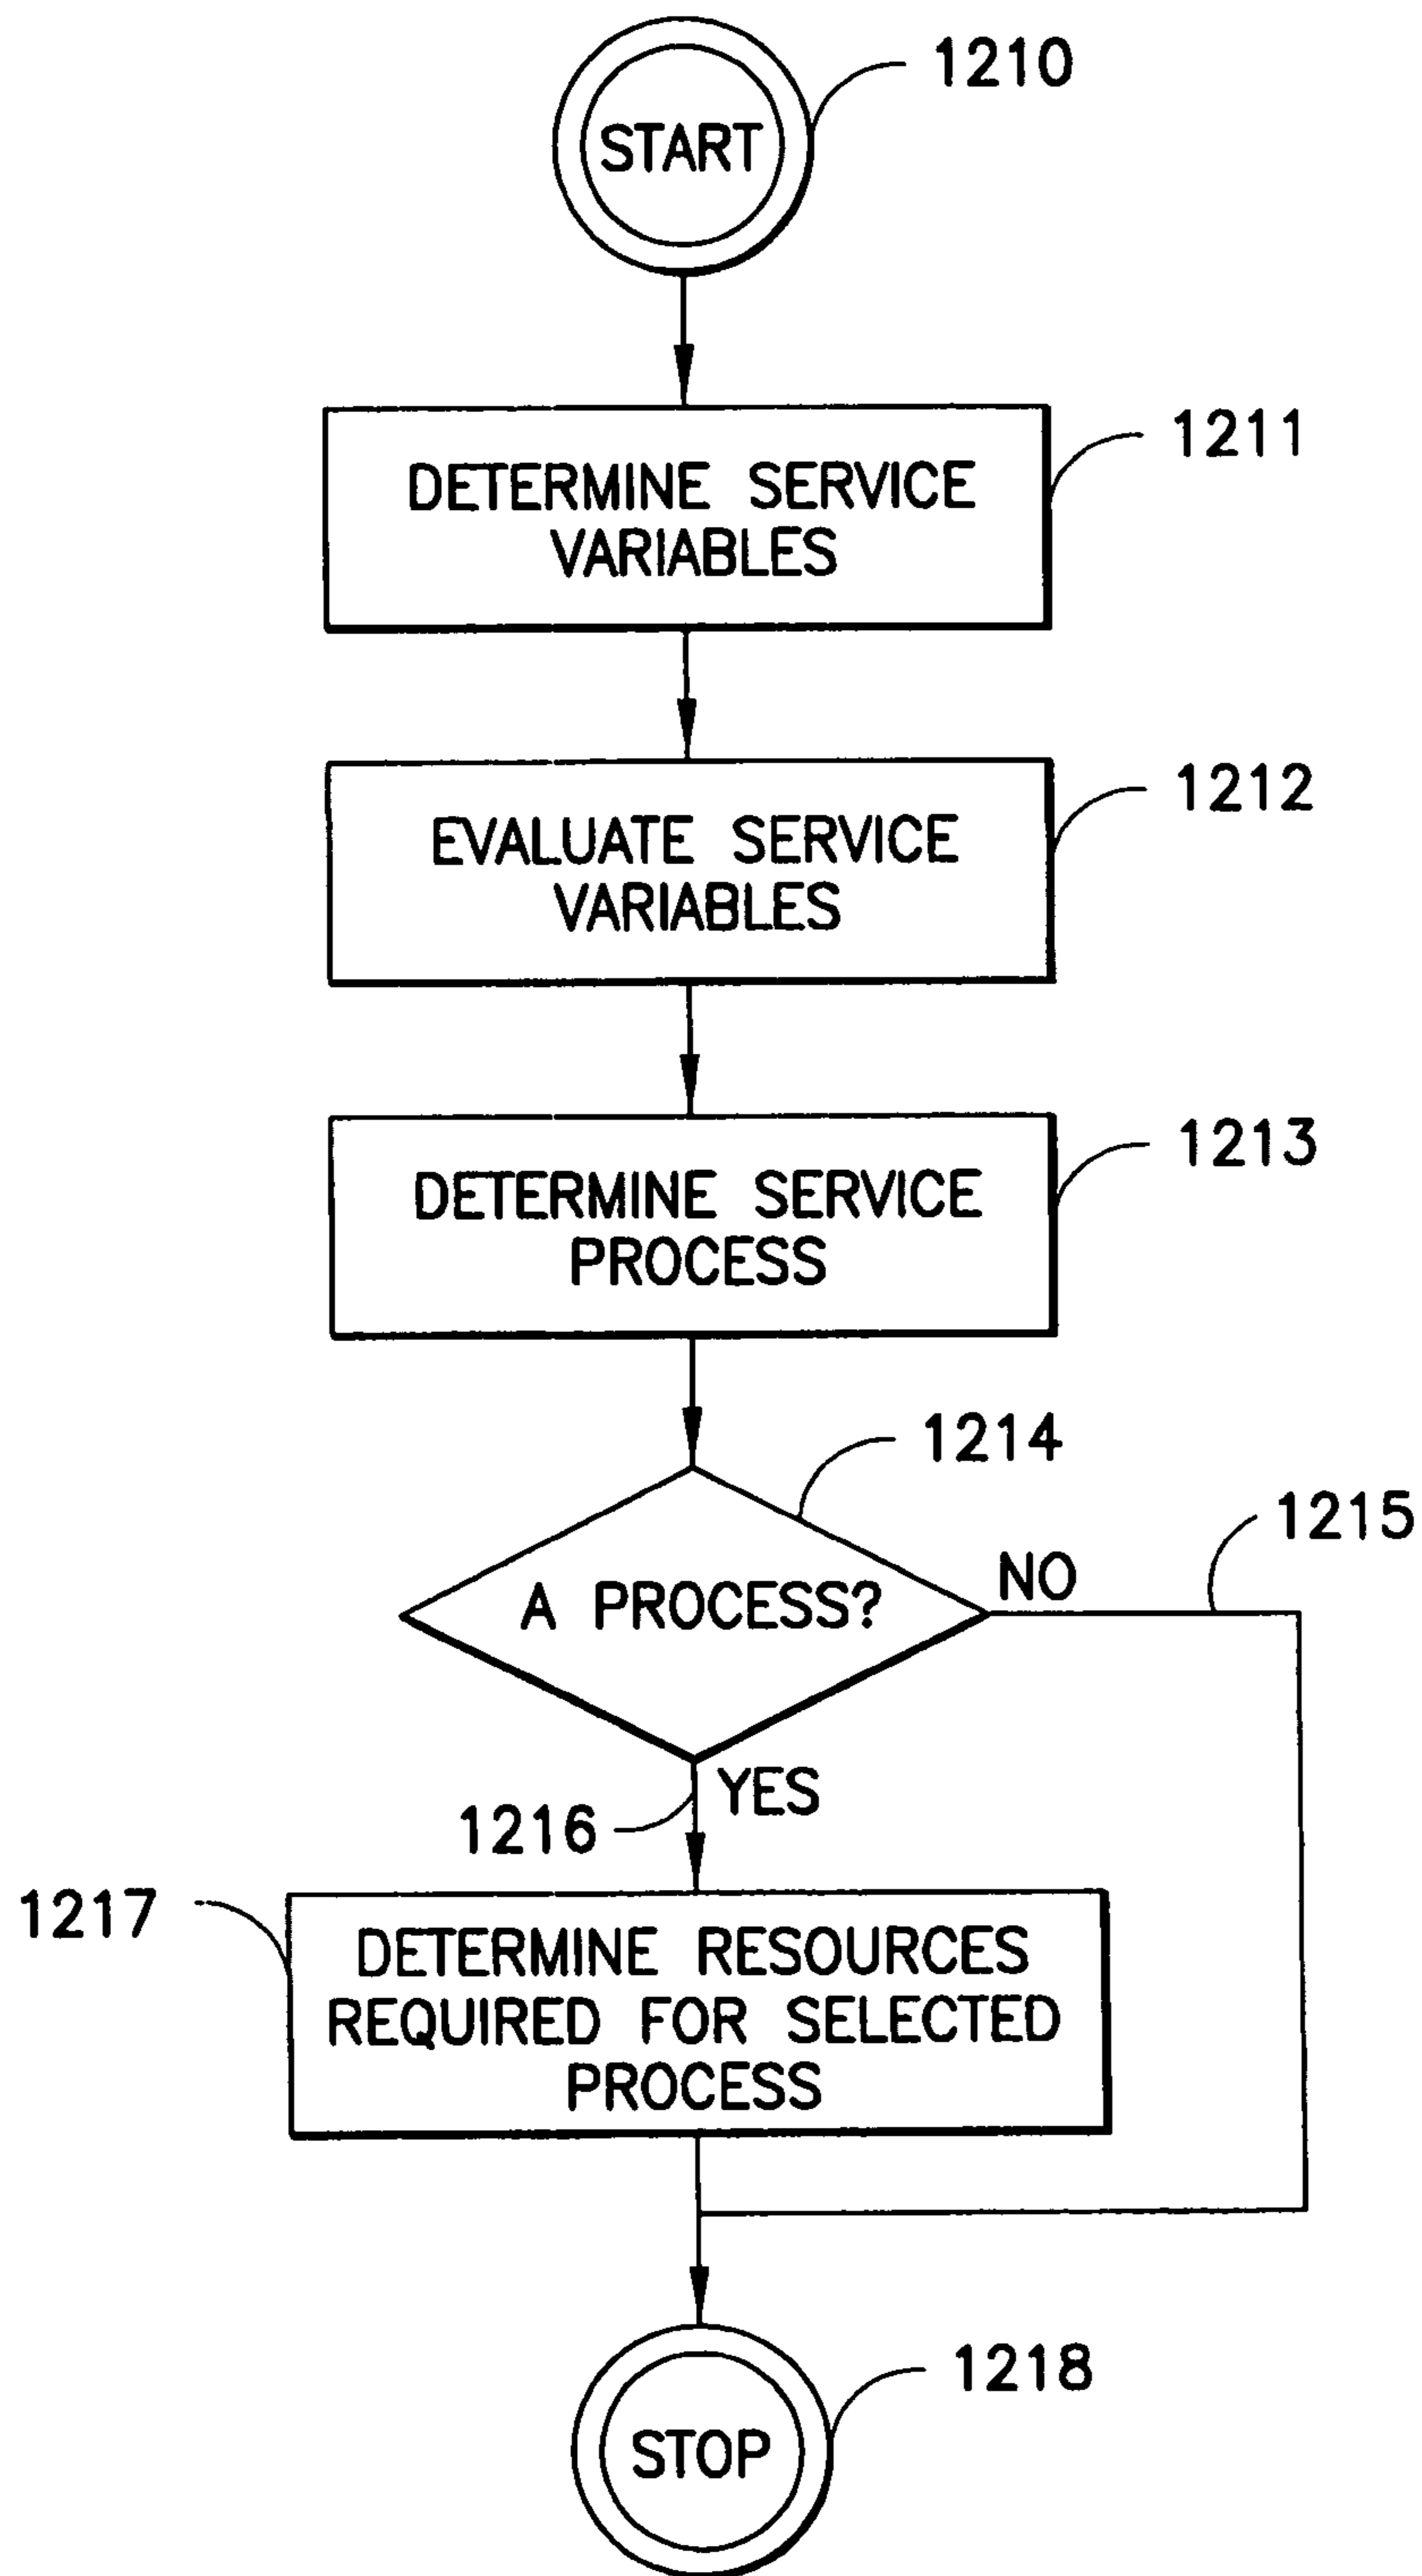 1210
START
1211
DETERMINE SERVICE
VARIABLES
1212
EVALUATE SERVICE
VARIABLES
1213
DETERMINE SERVICE
PROCESS
1214
1215
NO
A PROCESS?
YES
1216
1217
DETERMINE RESOURCES
REQUIRED FOR SELECTED
PROCESS
1218
STOP